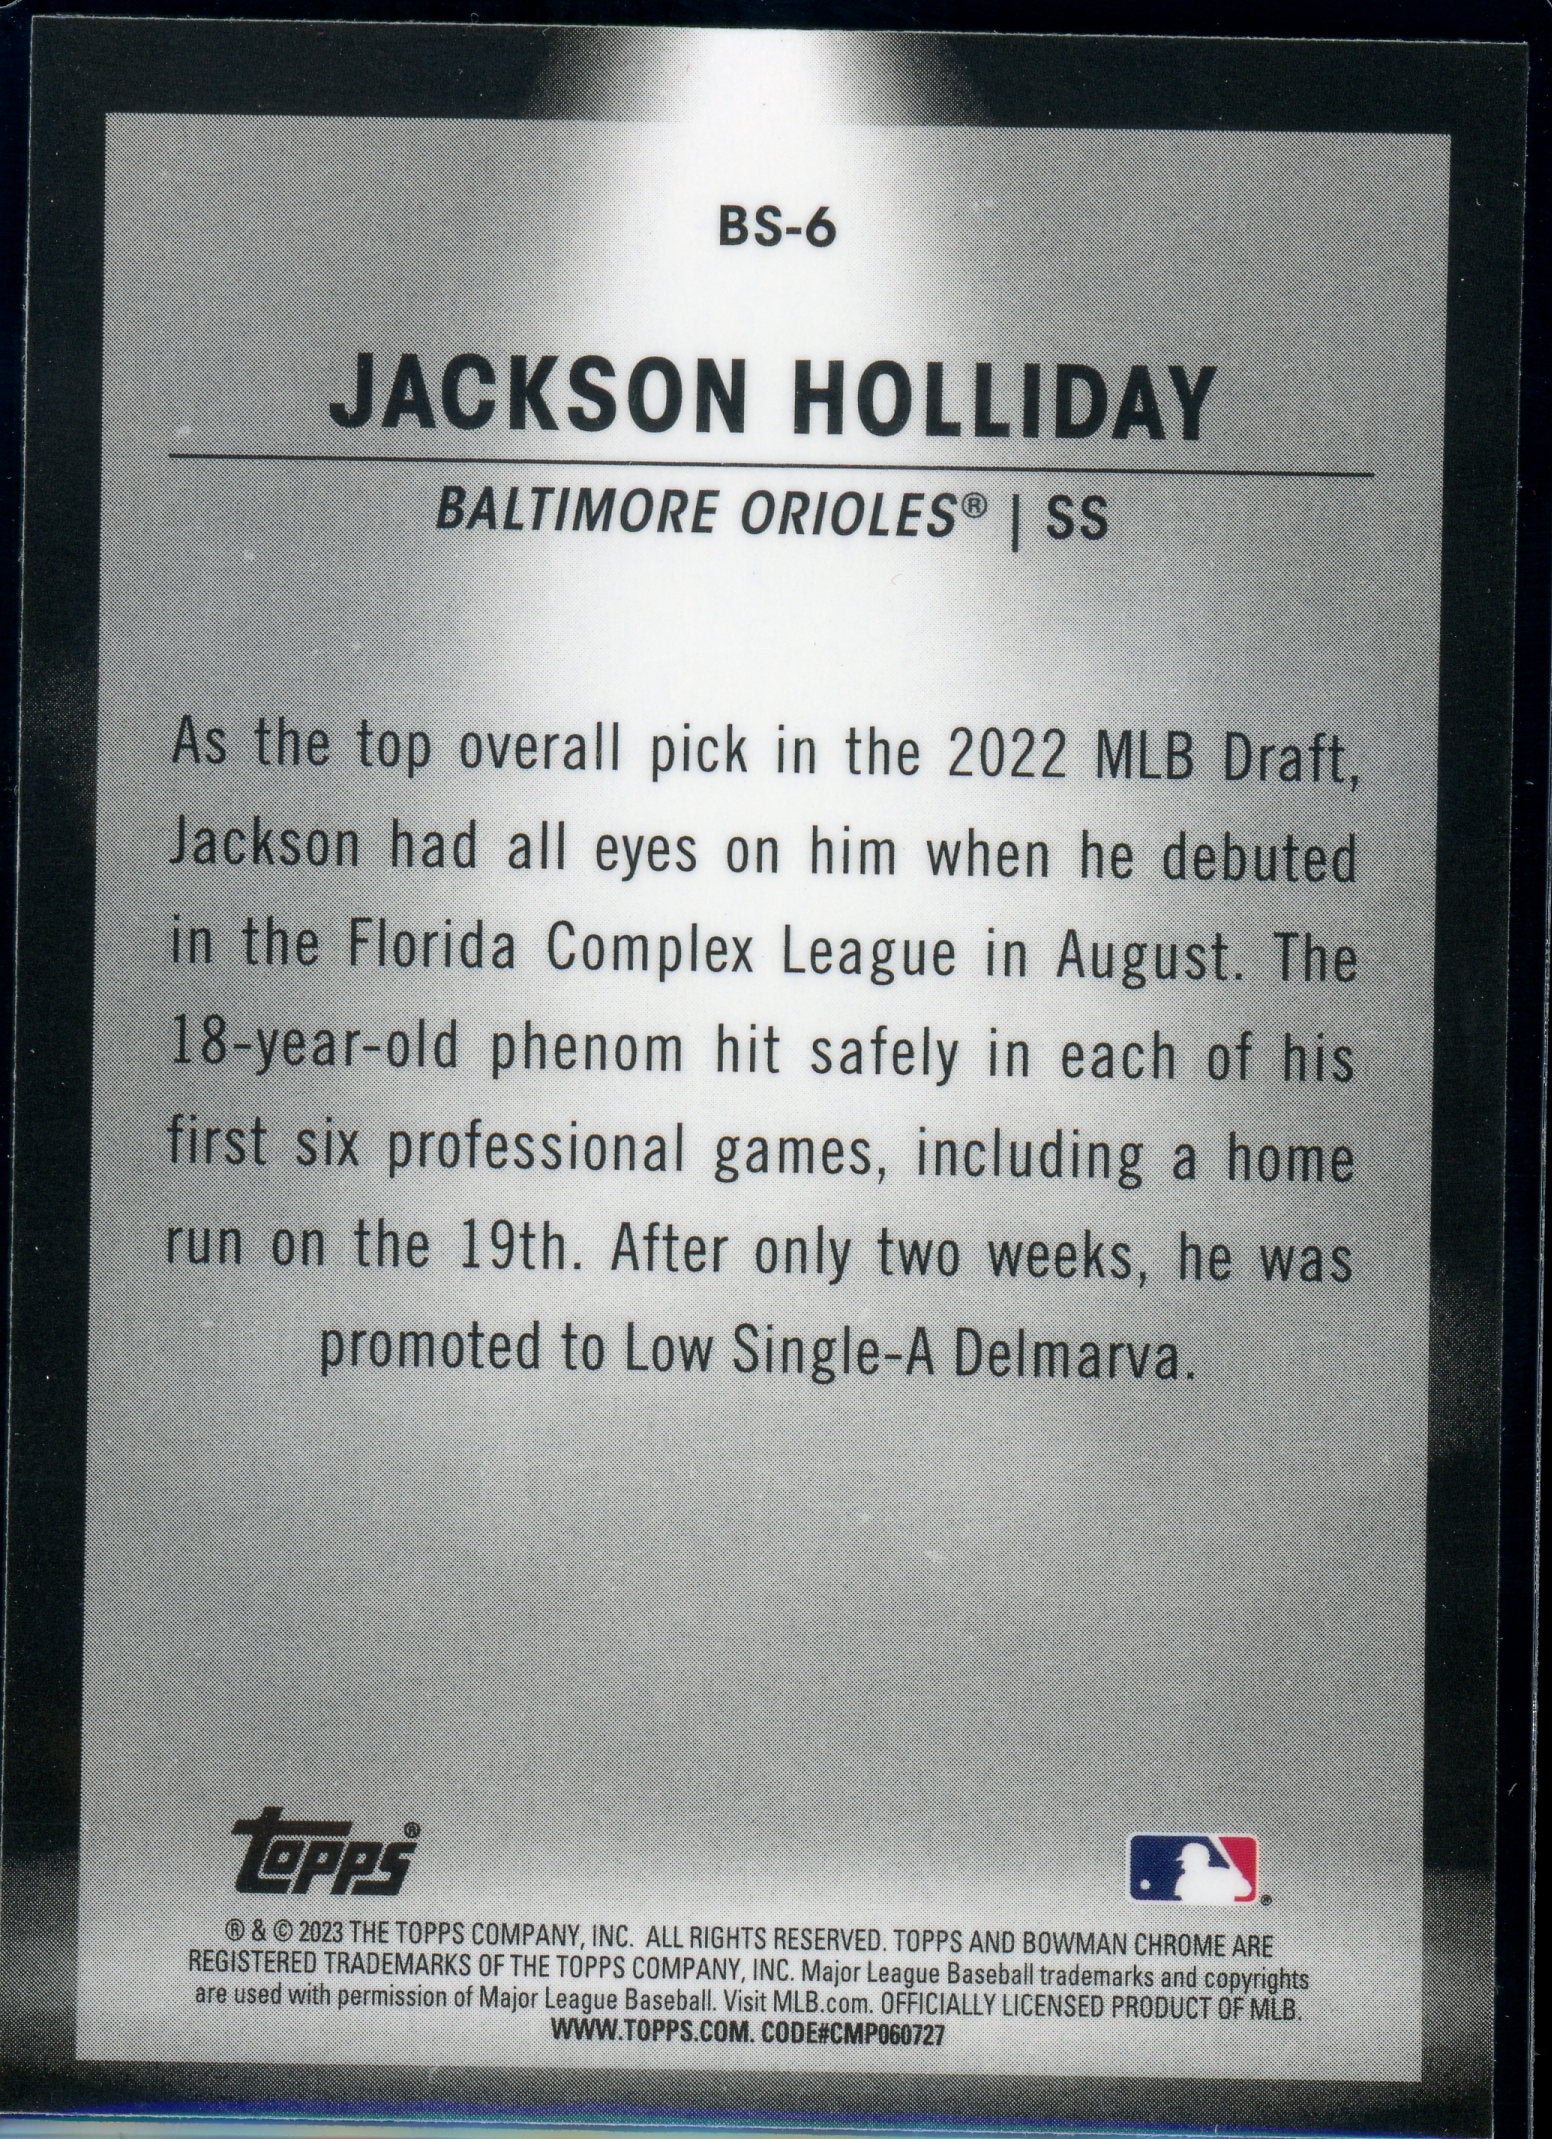 BS-6
JACKSON HOLLIDAY
BALTIMORE ORIOLES® | SS
As the top overall pick in the 2022 MLB Draft,
Jackson had all eyes on him when he debuted
in the Florida Complex League in August. The
18-year-old phenom hit safely in each of his
first six professional games, including a home
run on the 19th. After only two weeks, he was
promoted to Low Single-A Delmarva.
topps®
®
® & © 2023 THE TOPPS COMPANY, INC. ALL RIGHTS RESERVED. TOPPS AND BOWMAN CHROME ARE
REGISTERED TRADEMARKS OF THE TOPPS COMPANY, INC. Major League Baseball trademarks and copyrights
are used with permission of Major League Baseball. Visit MLB.com. OFFICIALLY LICENSED PRODUCT OF MLB.
WWW.TOPPS.COM. CODE#CMP060727